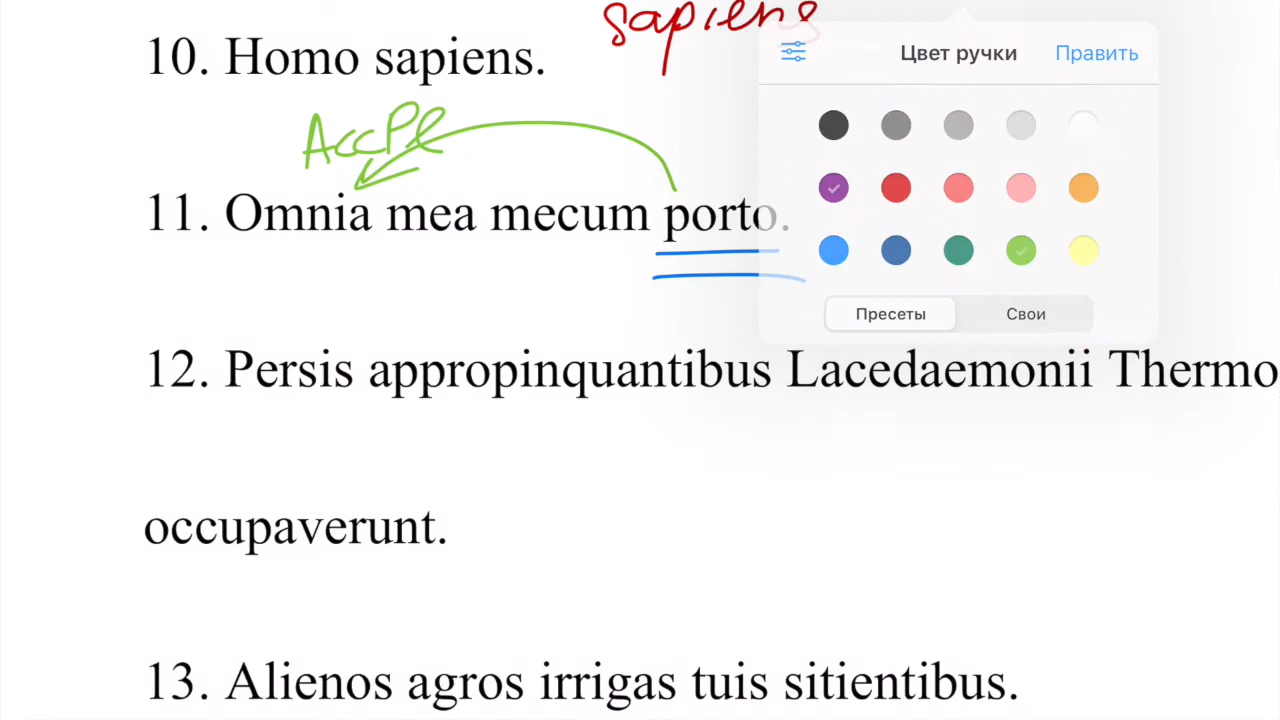 sapiens
10. Homo sapiens.
Цвет ручки
Править
AccPl
11. Omnia mea mecum porto.
Пресеты
Свои
12. Persis appropinquantibus Lacedaemonii Thermo
occupaverunt.
13. Alienos agros irrigas tuis sitientibus.